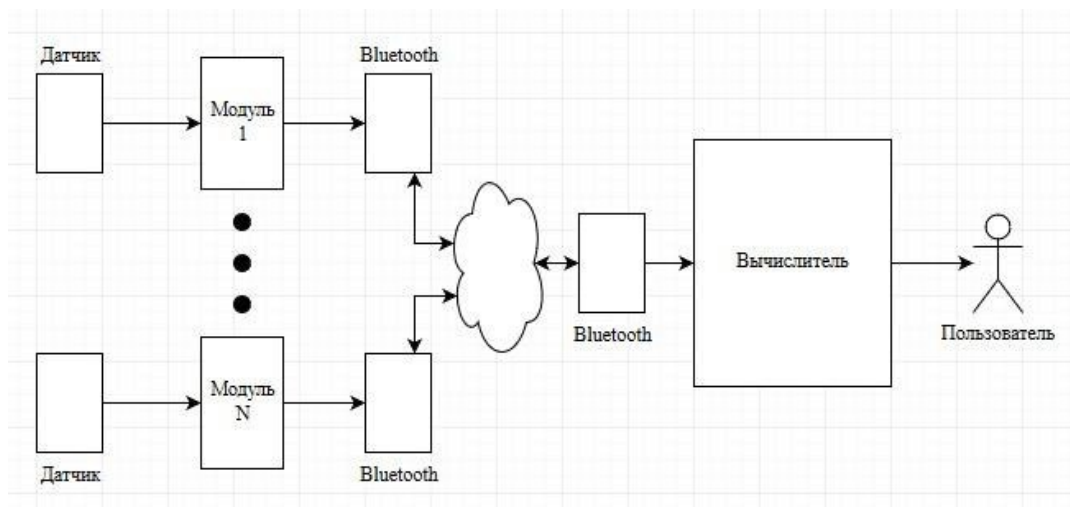 Датчик
Bluetooth
Модуль
1
Вычислитель
Bluetooth
Пользователь
Модуль
N
Датчик
Bluetooth